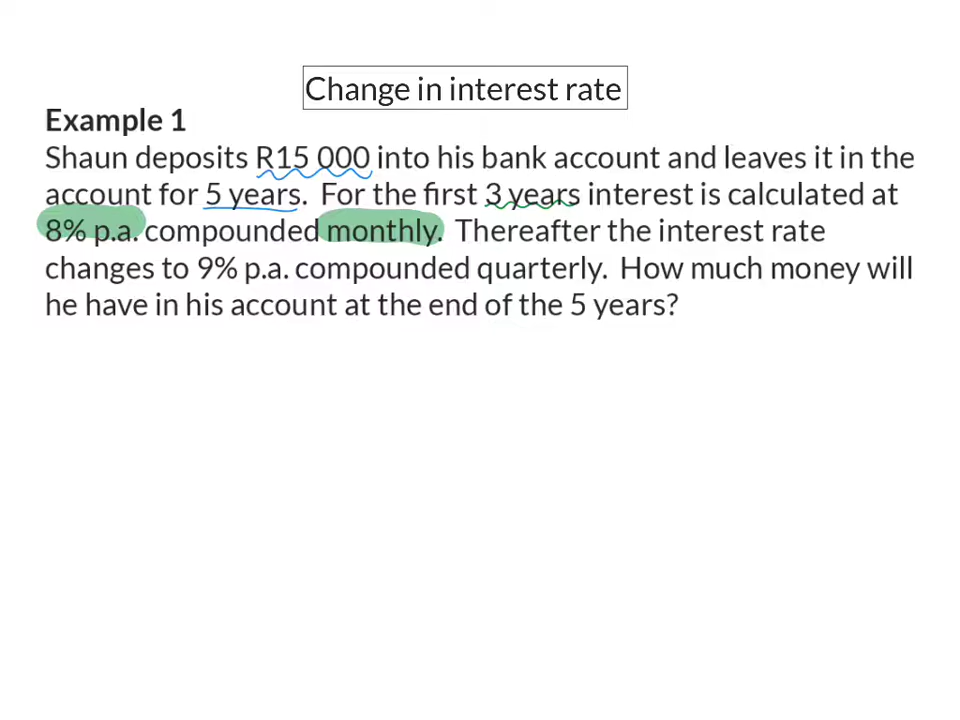 Change in interest rate
Example 1
Shaun deposits R15 000 into his bank account and leaves it in the
account for 5 years. For the first 3 years interest is calculated at
8% p.a. compounded monthly. Thereafter the interest rate
changes to 9% p.a. compounded quarterly. How much money will
he have in his account at the end of the 5 years?